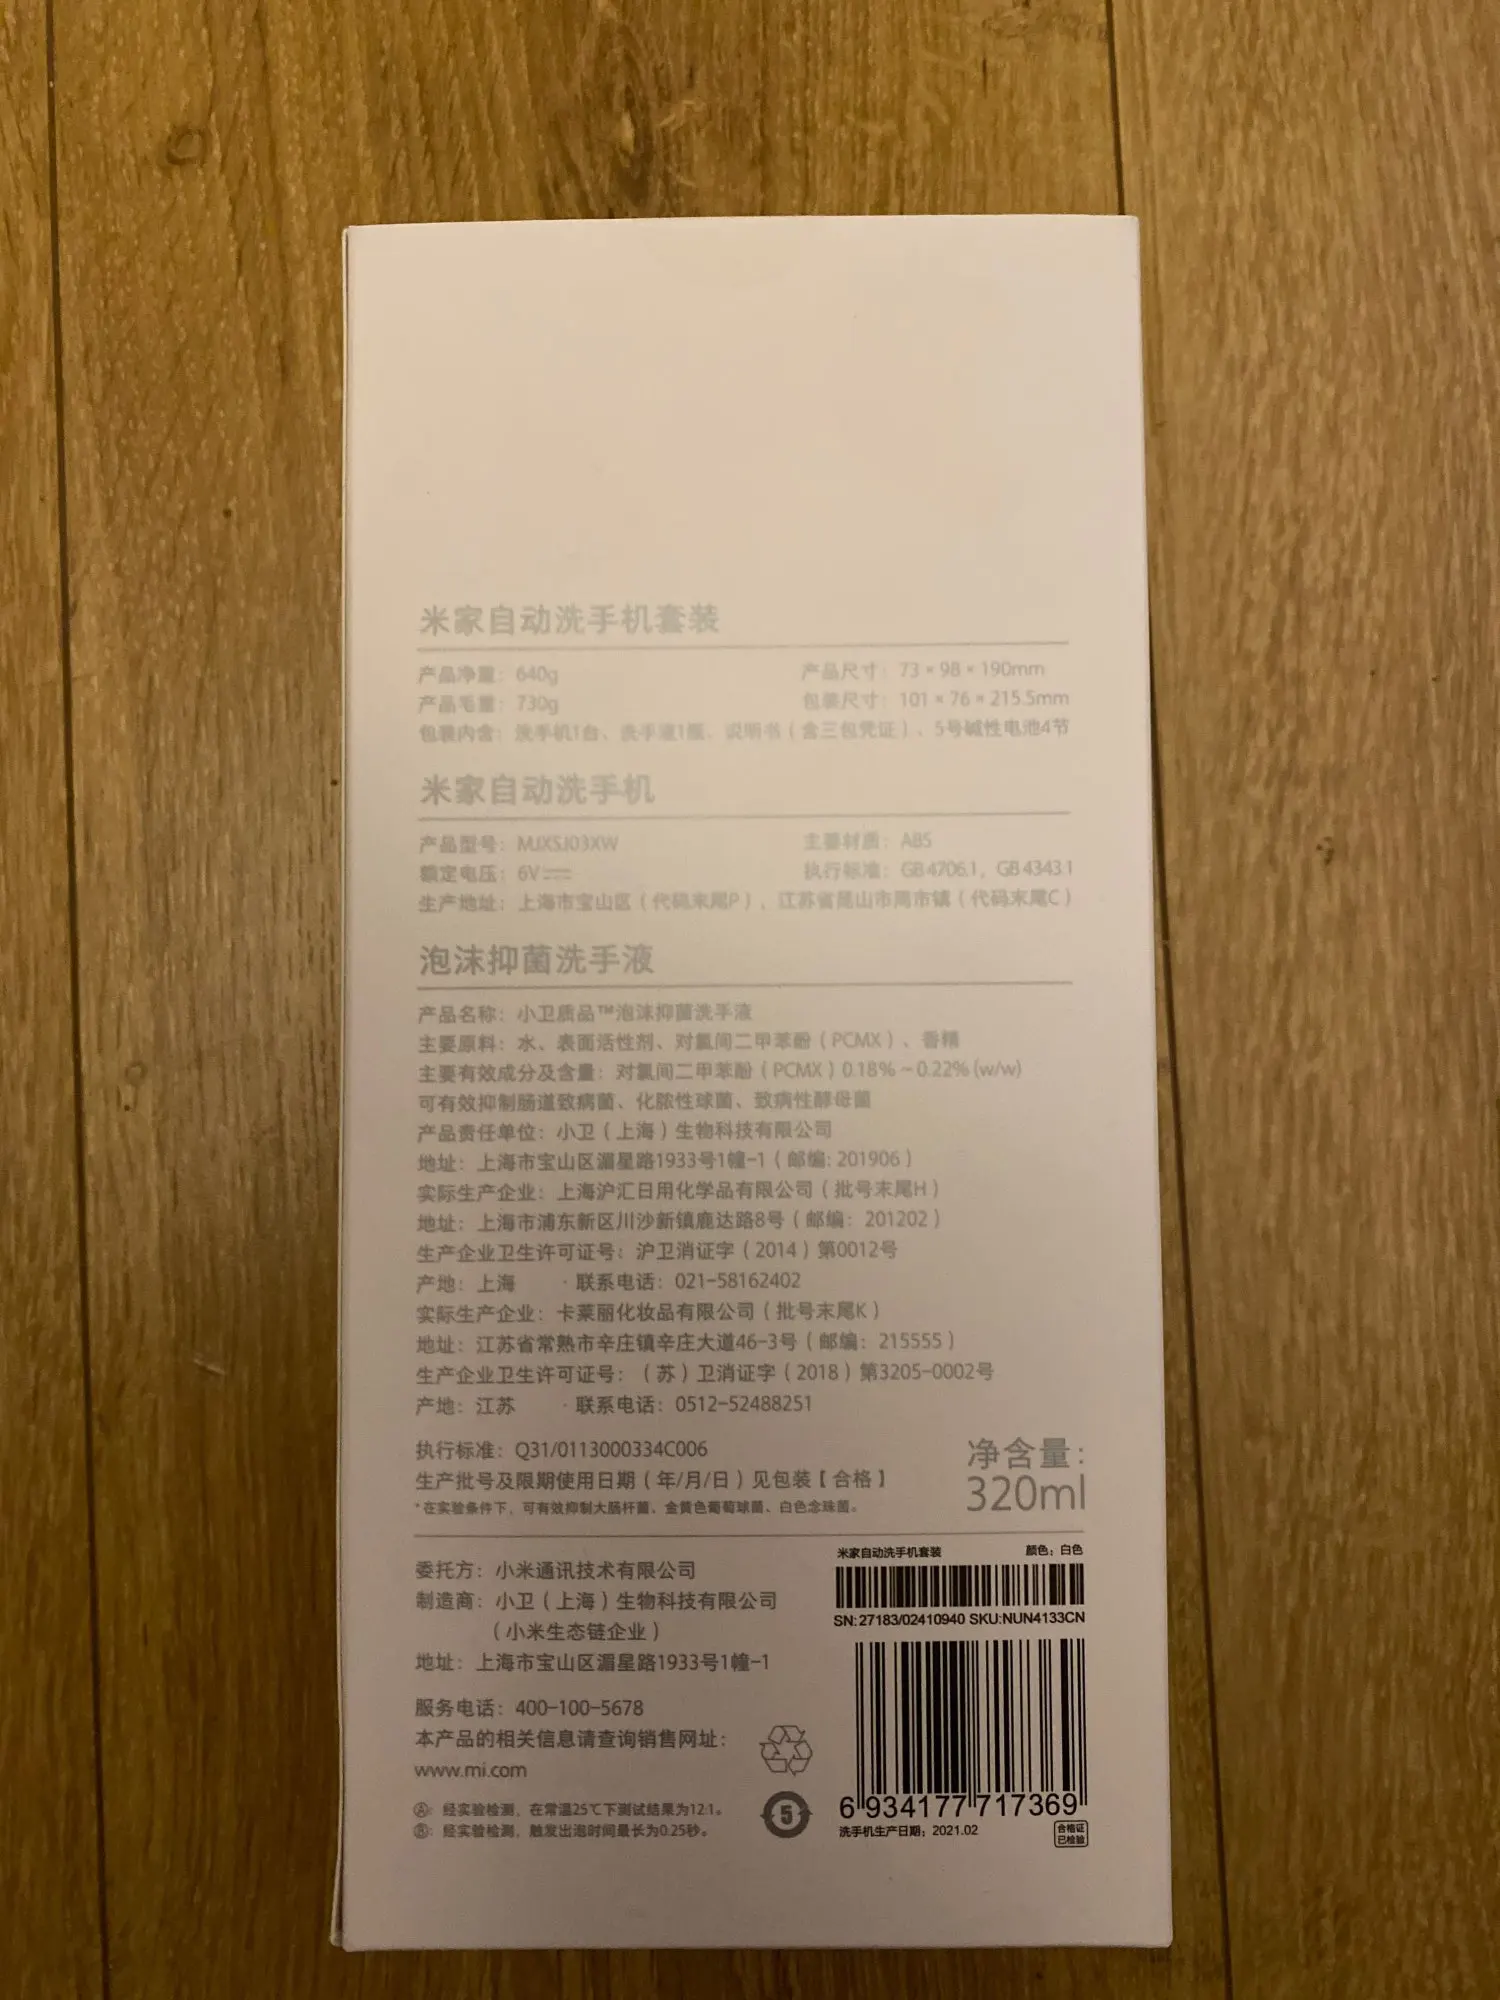 米家自动洗手机套装
产品净重：640g 产品尺寸：73×98×190mm
产品毛重：730g 包装尺寸：101×76×215.5mm
包装内含：洗手机1台、洗手液1瓶、说明书（含三包凭证）、5号碱性电池4节
米家自动洗手机
产品型号：MJXSJ03XW 主要材质：ABS
额定电压：6V⎓ 执行标准：GB4706.1，GB4343.1
生产地址：上海市宝山区（代码末尾P），江苏省昆山市周市镇（代码末尾C）
泡沫抑菌洗手液
产品名称：小卫质品™泡沫抑菌洗手液
主要原料：水、表面活性剂、对氯间二甲苯酚（PCMX）、香精
主要有效成分及含量：对氯间二甲苯酚（PCMX）0.18%~0.22%(w/w)
可有效抑制肠道致病菌、化脓性球菌、致病性酵母菌
产品责任单位：小卫（上海）生物科技有限公司
地址：上海市宝山区湄星路1933号1幢-1（邮编: 201906）
实际生产企业：上海沪汇日用化学品有限公司（批号末尾H）
地址：上海市浦东新区川沙新镇鹿达路8号（邮编：201202）
生产企业卫生许可证号：沪卫消证字（2014）第0012号
产地：上海 · 联系电话：021-58162402
实际生产企业：卡莱丽化妆品有限公司（批号末尾K）
地址：江苏省常熟市辛庄镇辛庄大道46-3号（邮编：215555）
生产企业卫生许可证号：（苏）卫消证字（2018）第3205-0002号
产地：江苏 · 联系电话：0512-52488251
执行标准：Q31/0113000334C006
生产批号及限期使用日期（年/月/日）见包装【合格】
*在实验条件下，可有效抑制大肠杆菌、金黄色葡萄球菌、白色念珠菌。
净含量：
320ml
委托方：小米通讯技术有限公司
制造商：小卫（上海）生物科技有限公司
（小米生态链企业）
地址：上海市宝山区湄星路1933号1幢-1
服务电话：400-100-5678
本产品的相关信息请查询销售网址：
www.mi.com
Ⓐ：经实验检测，在常温25℃下测试结果为12:1。
Ⓑ：经实验检测，触发出泡时间最长为0.25秒。
5
米家自动洗手机套装 颜色：白色
SN:27183/02410940 SKU:NUN4133CN
6 934177 717369
洗手机生产日期：2021.02
合格证
已检验